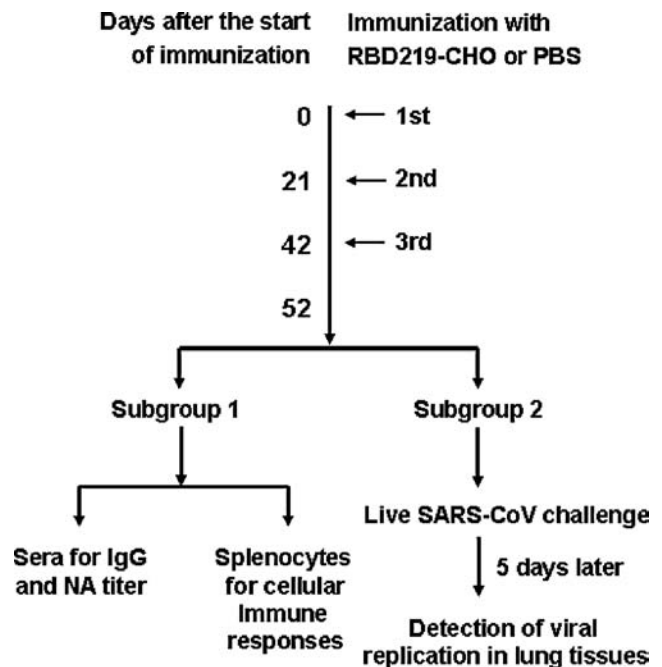 Days after the start
of immunization
Immunization with
RBD219-CHO or PBS
0
1st
21
2nd
42
3rd
52
Subgroup 1
Subgroup 2
Sera for IgG
and NA titer
Splenocytes
for cellular
Immune
responses
Live SARS-CoV challenge
5 days later
Detection of viral
replication in lung tissues